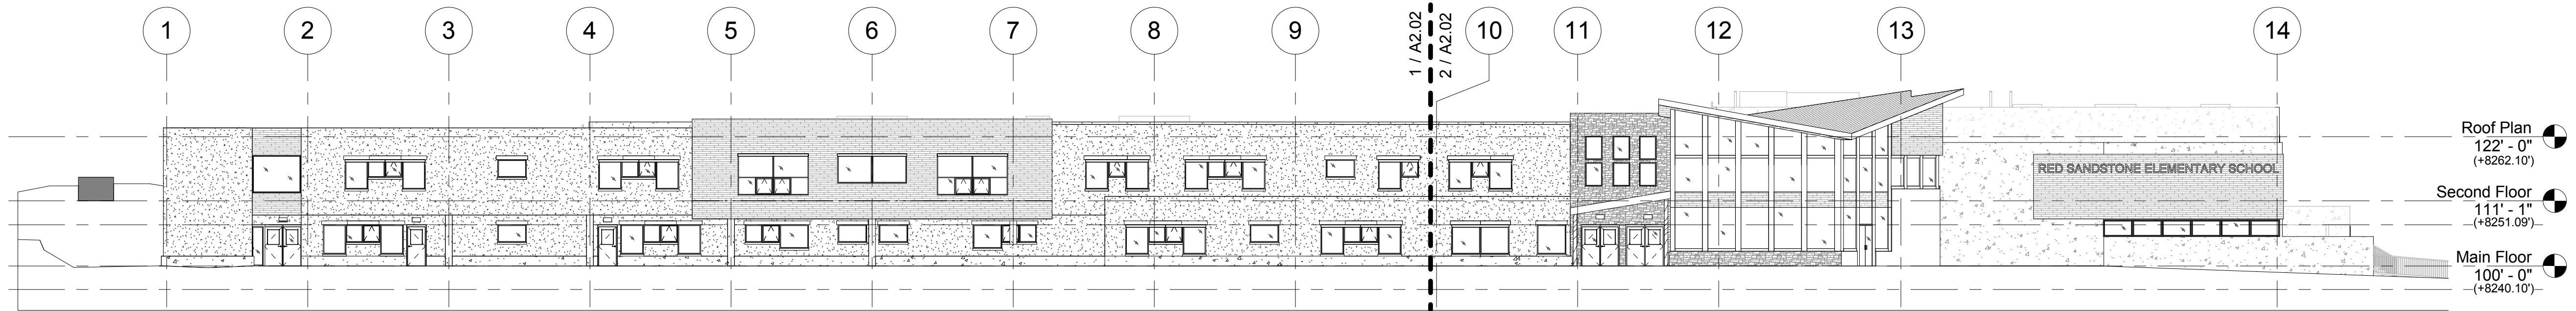 1
2
3
4
5
6
7
8
9
1 / A2.02
2 / A2.02
10
11
12
13
14
RED SANDSTONE ELEMENTARY SCHOOL
Roof Plan
122' - 0"
(+8262.10')
Second Floor
111' - 1"
(+8251.09')
Main Floor
100' - 0"
(+8240.10')